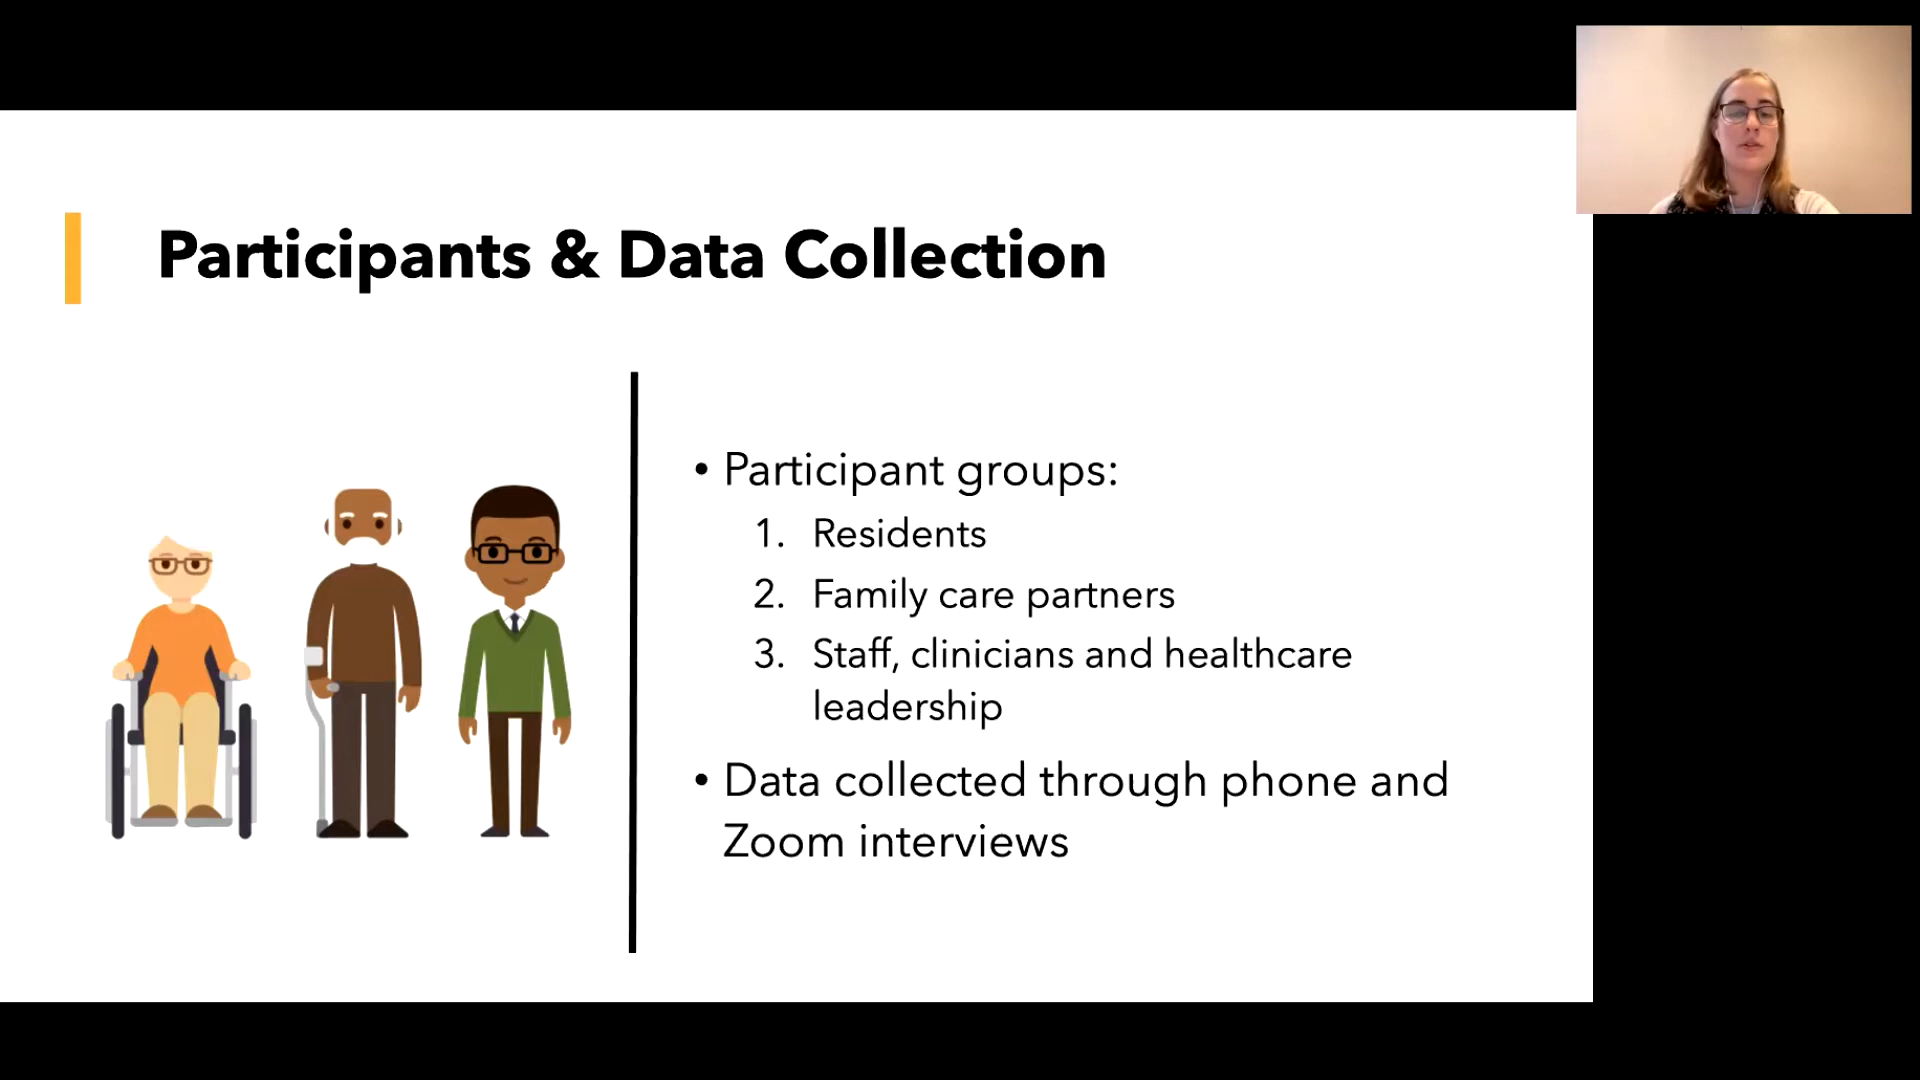 Participants & Data Collection
• Participant groups:
1. Residents
2. Family care partners
3. Staff, clinicians and healthcare
leadership
• Data collected through phone and
Zoom interviews